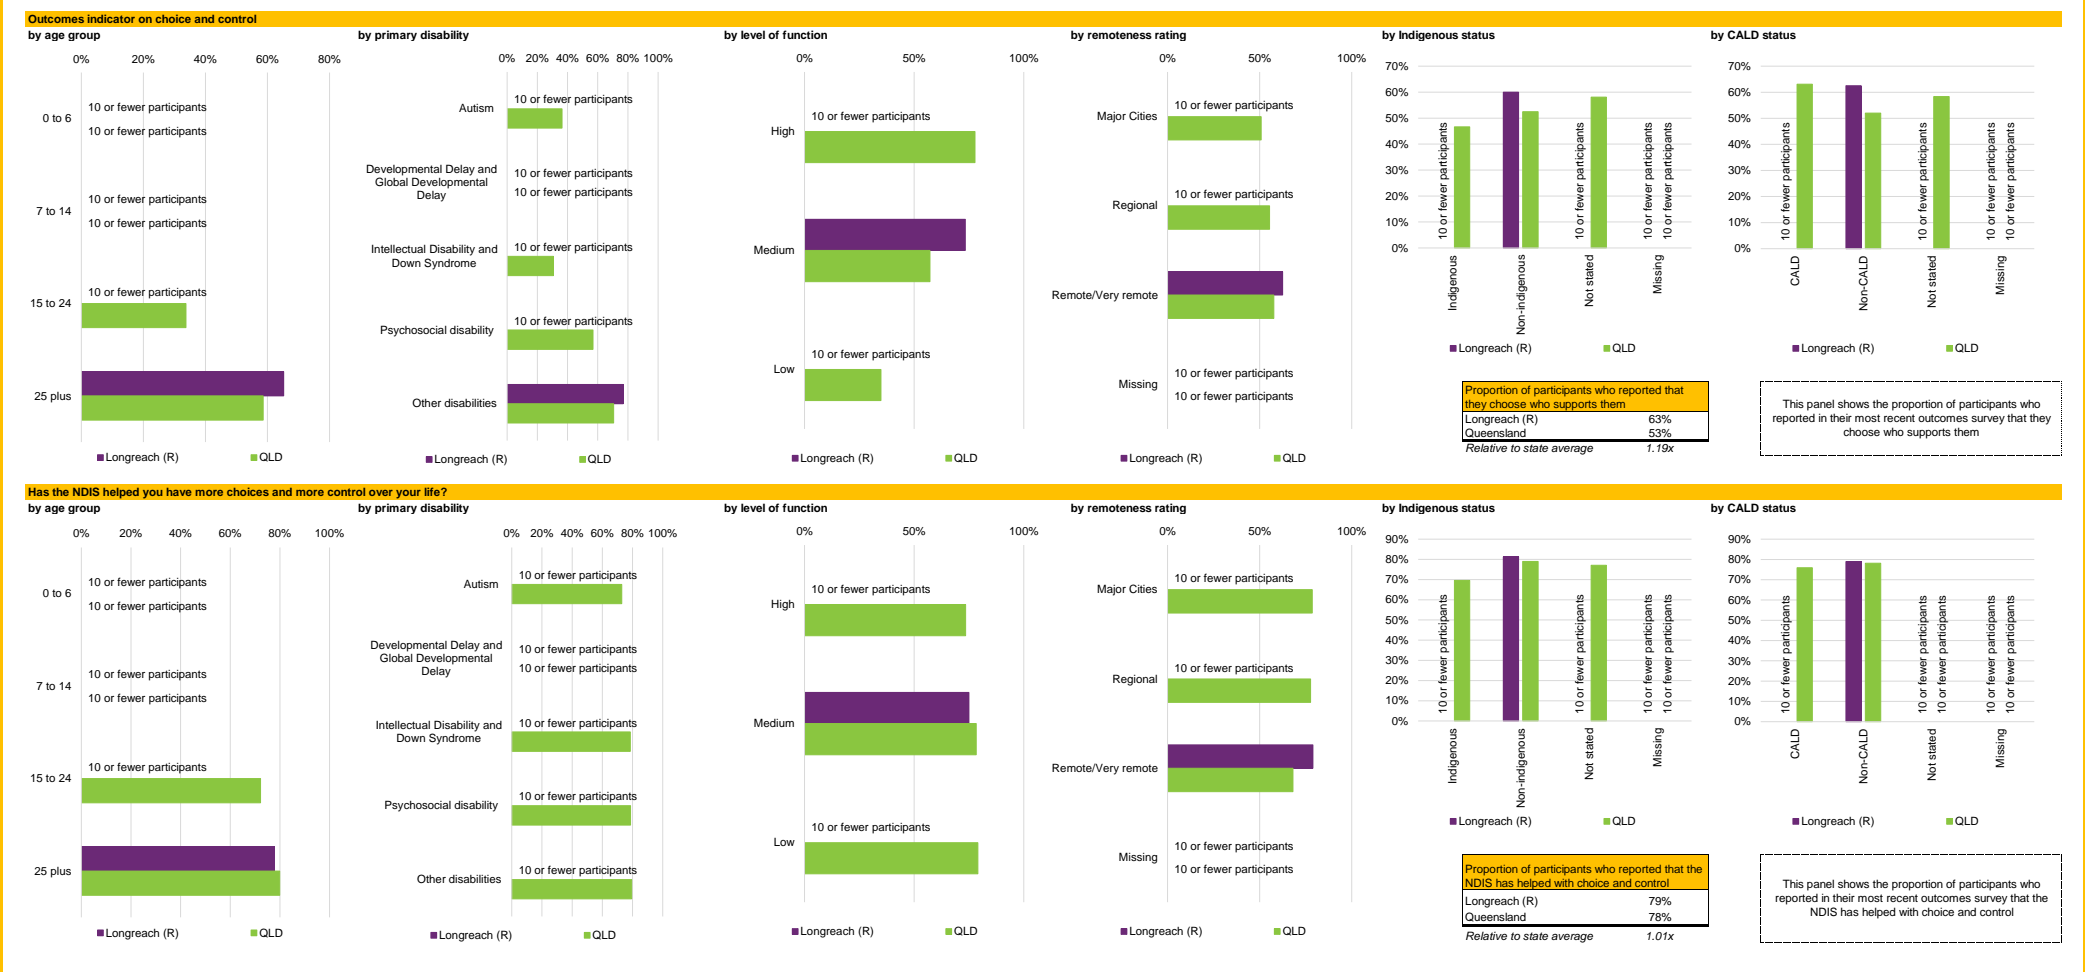 Outcomes indicator on choice and control
by age group
0% 20% 40% 60% 80%
0 to 6
10 or fewer participants
10 or fewer participants
7 to 14
10 or fewer participants
10 or fewer participants
15 to 24
10 or fewer participants
25 plus
Longreach (R) QLD
by primary disability
0% 20% 40% 60% 80% 100%
Autism
10 or fewer participants
Developmental Delay and
Global Developmental
Delay
10 or fewer participants
10 or fewer participants
Intellectual Disability and
Down Syndrome
10 or fewer participants
Psychosocial disability
10 or fewer participants
Other disabilities
Longreach (R) QLD
by level of function
0% 50% 100%
High
10 or fewer participants
Medium
Low
10 or fewer participants
Longreach (R) QLD
by remoteness rating
0% 50% 100%
Major Cities
10 or fewer participants
Regional
10 or fewer participants
Remote/Very remote
Missing
10 or fewer participants
10 or fewer participants
Longreach (R) QLD
by Indigenous status
70%
60%
50%
40%
30%
20%
10%
0%
10 or fewer participants
10 or fewer participants
10 or fewer participants
10 or fewer participants
Indigenous
Non-indigenous
Not stated
Missing
Longreach (R) QLD
Proportion of participants who reported that
they choose who supports them
Longreach (R) 63%
Queensland 53%
Relative to state average 1.19x
by CALD status
70%
60%
50%
40%
30%
20%
10%
0%
10 or fewer participants
10 or fewer participants
10 or fewer participants
10 or fewer participants
CALD
Non-CALD
Not stated
Missing
Longreach (R) QLD
This panel shows the proportion of participants who
reported in their most recent outcomes survey that they
choose who supports them
Has the NDIS helped you have more choices and more control over your life?
by age group
0% 20% 40% 60% 80% 100%
0 to 6
10 or fewer participants
10 or fewer participants
7 to 14
10 or fewer participants
10 or fewer participants
15 to 24
10 or fewer participants
25 plus
Longreach (R) QLD
by primary disability
0% 20% 40% 60% 80% 100%
Autism
10 or fewer participants
Developmental Delay and
Global Developmental
Delay
10 or fewer participants
10 or fewer participants
Intellectual Disability and
Down Syndrome
10 or fewer participants
Psychosocial disability
10 or fewer participants
Other disabilities
10 or fewer participants
Longreach (R) QLD
by level of function
0% 50% 100%
High
10 or fewer participants
Medium
Low
10 or fewer participants
Longreach (R) QLD
by remoteness rating
0% 50% 100%
Major Cities
10 or fewer participants
Regional
10 or fewer participants
Remote/Very remote
Missing
10 or fewer participants
10 or fewer participants
Longreach (R) QLD
by Indigenous status
90%
80%
70%
60%
50%
40%
30%
20%
10%
0%
10 or fewer participants
10 or fewer participants
10 or fewer participants
10 or fewer participants
Indigenous
Non-indigenous
Not stated
Missing
Longreach (R) QLD
Proportion of participants who reported that the
NDIS has helped with choice and control
Longreach (R) 79%
Queensland 78%
Relative to state average 1.01x
by CALD status
90%
80%
70%
60%
50%
40%
30%
20%
10%
0%
10 or fewer participants
10 or fewer participants
10 or fewer participants
10 or fewer participants
10 or fewer participants
CALD
Non-CALD
Not stated
Missing
Longreach (R) QLD
This panel shows the proportion of participants who
reported in their most recent outcomes survey that the
NDIS has helped with choice and control